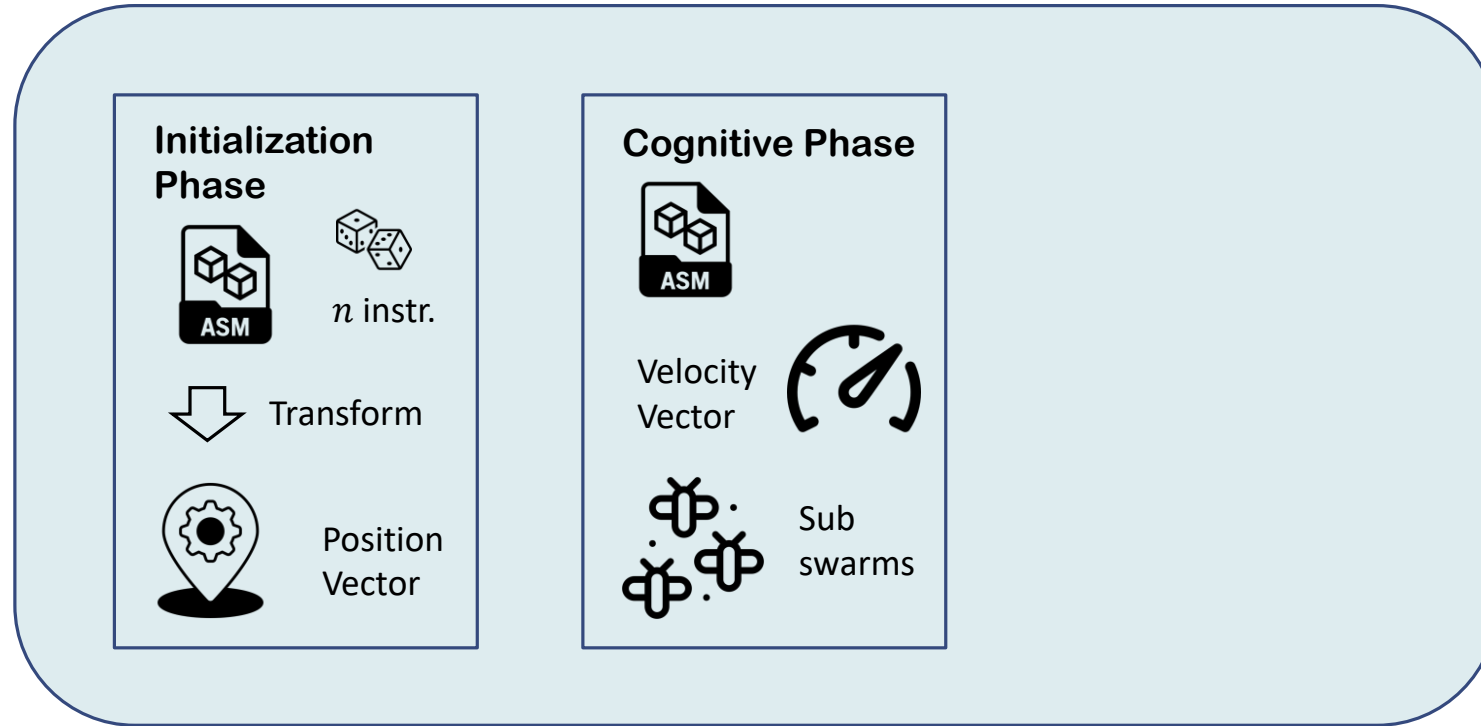 Initialization
Phase
ASM
n instr.
Transform
Position
Vector
Cognitive Phase
ASM
Velocity
Vector
Sub
swarms